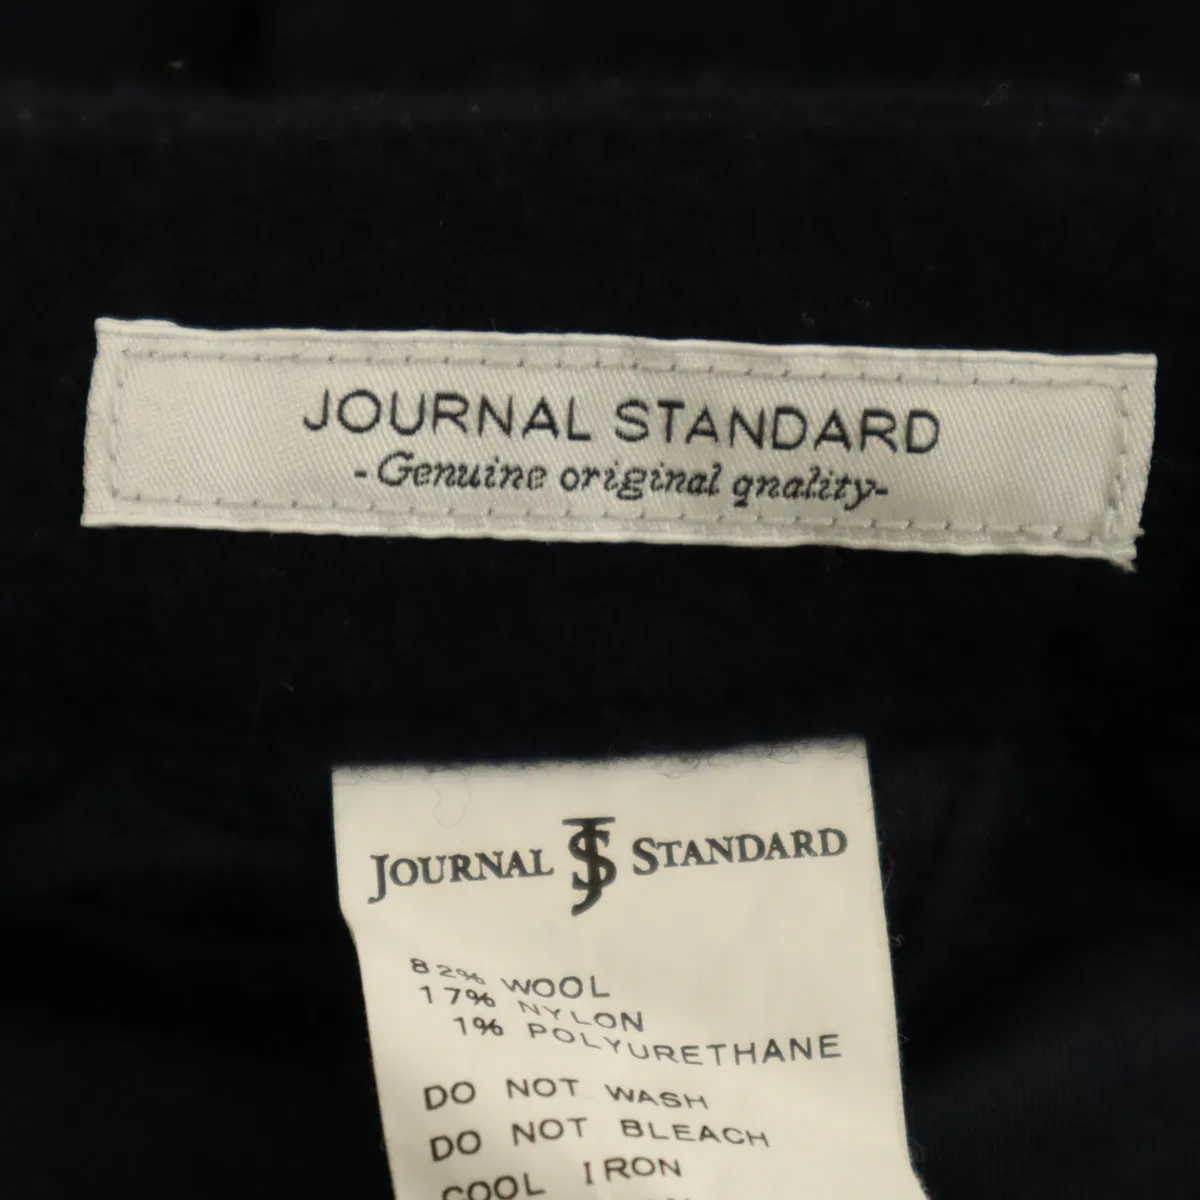 JOURNAL STANDARD
-Genuine original qnality-
JOURNAL JS STANDARD
82% WOOL
17% NYLON
1% POLYURETHANE
DO NOT WASH
DO NOT BLEACH
COOL IRON